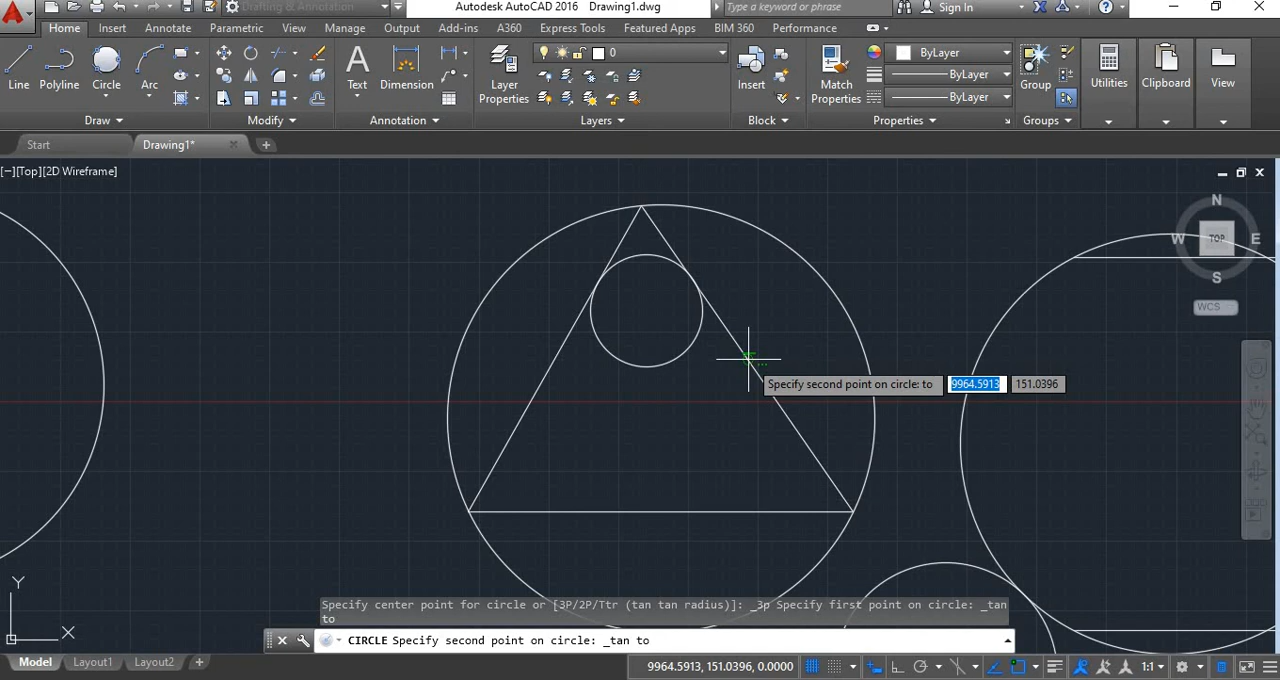 Drafting & Annotation
Autodesk AutoCAD 2016 Drawing1.dwg
Type a keyword or phrase
Sign In
Home Insert Annotate Parametric View Manage Output Add-ins A360 Express Tools Featured Apps BIM 360 Performance
Line Polyline Circle Arc
Text Dimension
Layer Properties
0
Insert
Match Properties
ByLayer
ByLayer
ByLayer
Group
Utilities
Clipboard
View
Draw Modify Annotation Layers Block Properties Groups
Start Drawing1*
[−][Top][2D Wireframe]
N
W TOP E
S
WCS
Specify second point on circle: to 9964.5913 151.0396
Y
X
Specify center point for circle or [3P/2P/Ttr (tan tan radius)]: _3p Specify first point on circle: _tan
to
CIRCLE Specify second point on circle: _tan to
Model Layout1 Layout2
9964.5913, 151.0396, 0.0000 MODEL 1:1